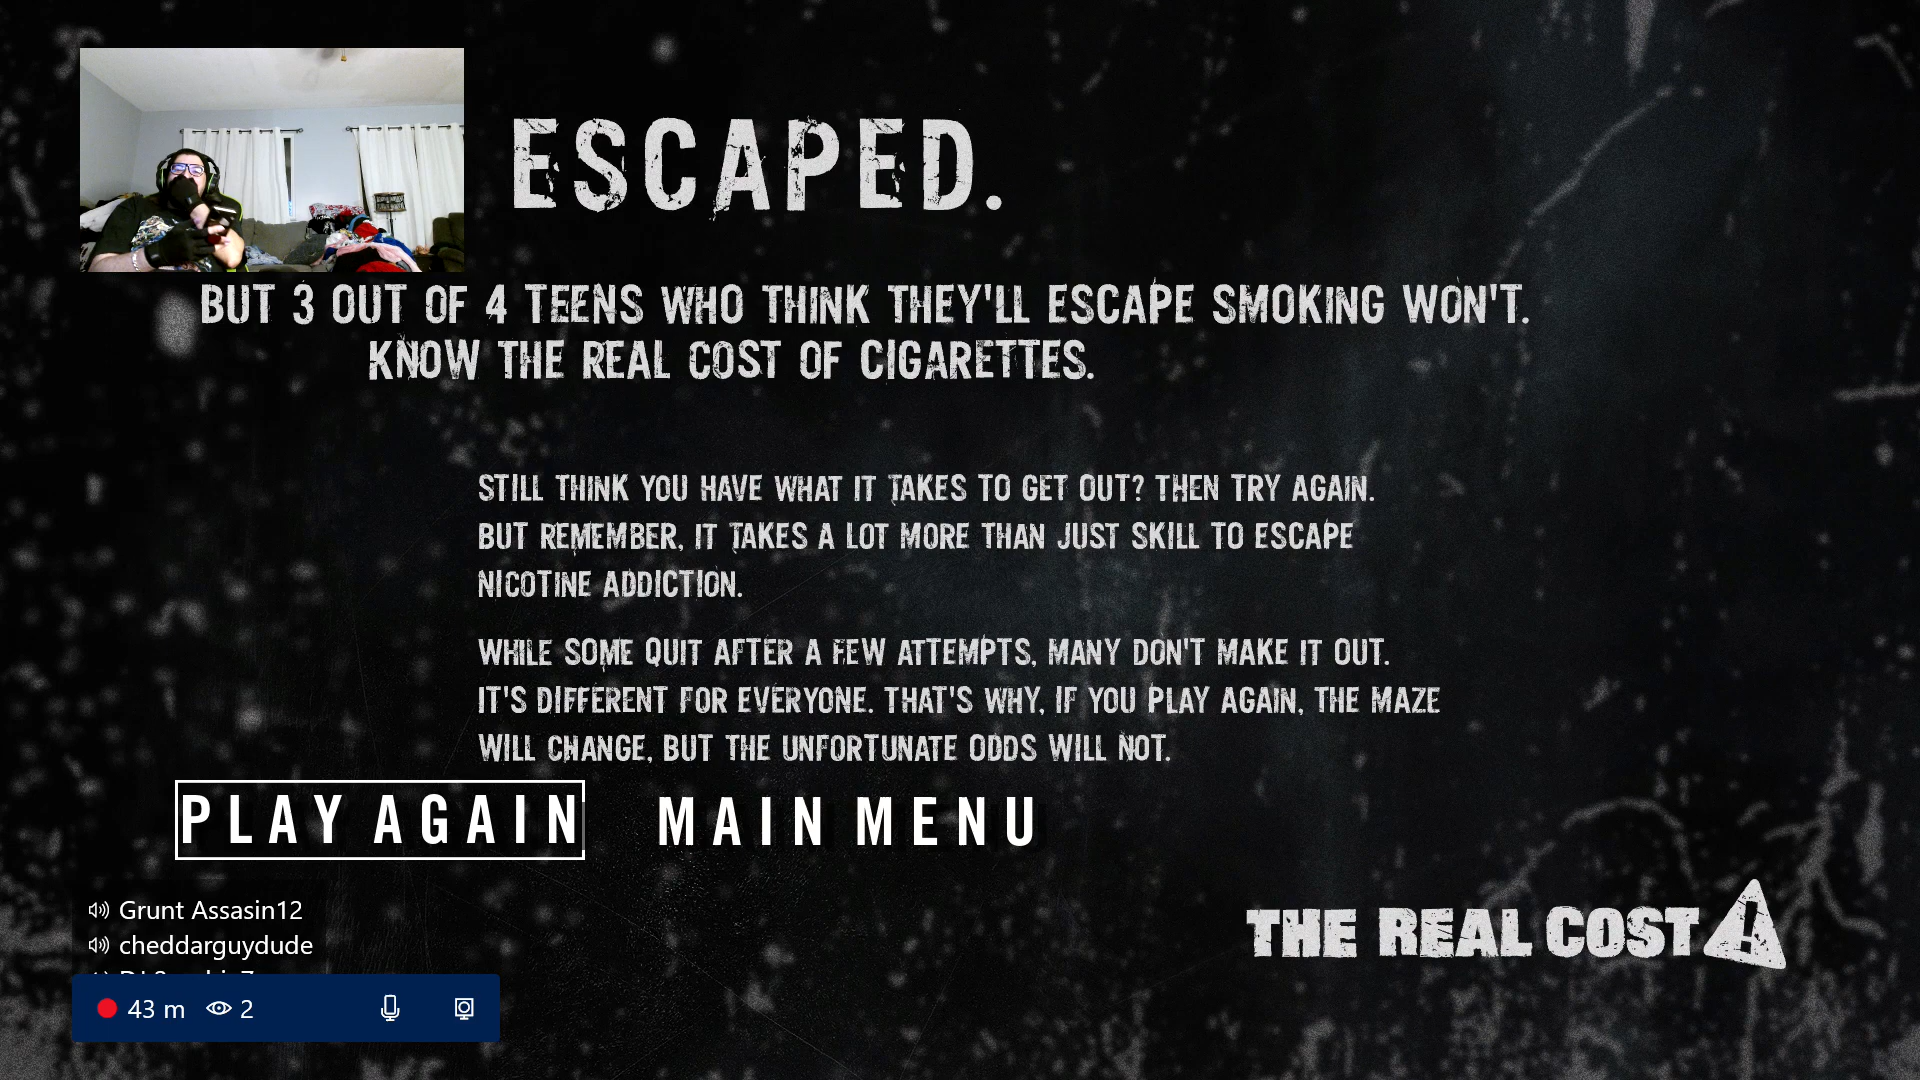 ESCAPED.
BUT 3 OUT OF 4 TEENS WHO THINK THEY'LL ESCAPE SMOKING WON'T.
KNOW THE REAL COST OF CIGARETTES.
STILL THINK YOU HAVE WHAT IT TAKES TO GET OUT? THEN TRY AGAIN.
BUT REMEMBER, IT TAKES A LOT MORE THAN JUST SKILL TO ESCAPE
NICOTINE ADDICTION.
WHILE SOME QUIT AFTER A FEW ATTEMPTS, MANY DON'T MAKE IT OUT.
IT'S DIFFERENT FOR EVERYONE. THAT'S WHY, IF YOU PLAY AGAIN, THE MAZE
WILL CHANGE, BUT THE UNFORTUNATE ODDS WILL NOT.
PLAY AGAIN MAIN MENU
Grunt Assasin12
cheddarguydude
THE REAL COST
43 m 2